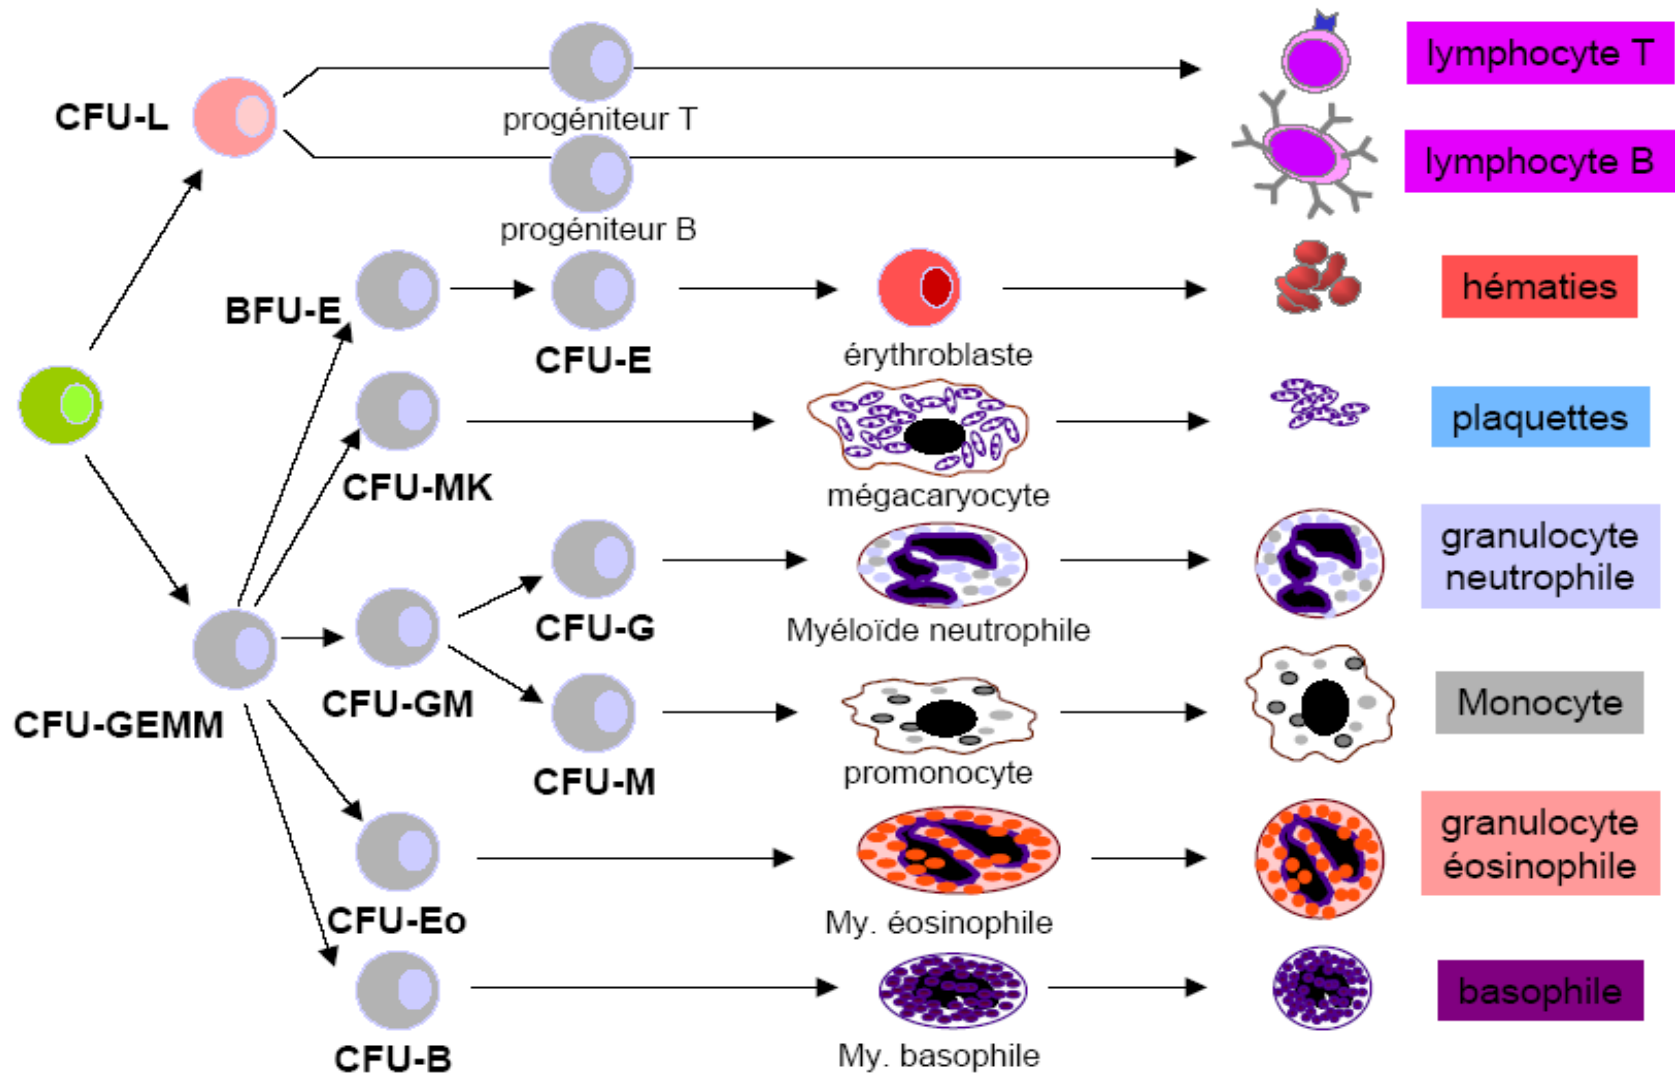 lymphocyte T
CFU-L
progéniteur T
lymphocyte B
progéniteur B
BFU-E
hématies
CFU-E
érythroblaste
plaquettes
CFU-MK
mégacaryocyte
granulocyte
neutrophile
CFU-G
Myéloïde neutrophile
CFU-GM
Monocyte
CFU-GEMM
CFU-M
promonocyte
granulocyte
éosinophile
CFU-Eo
My. éosinophile
basophile
CFU-B
My. basophile